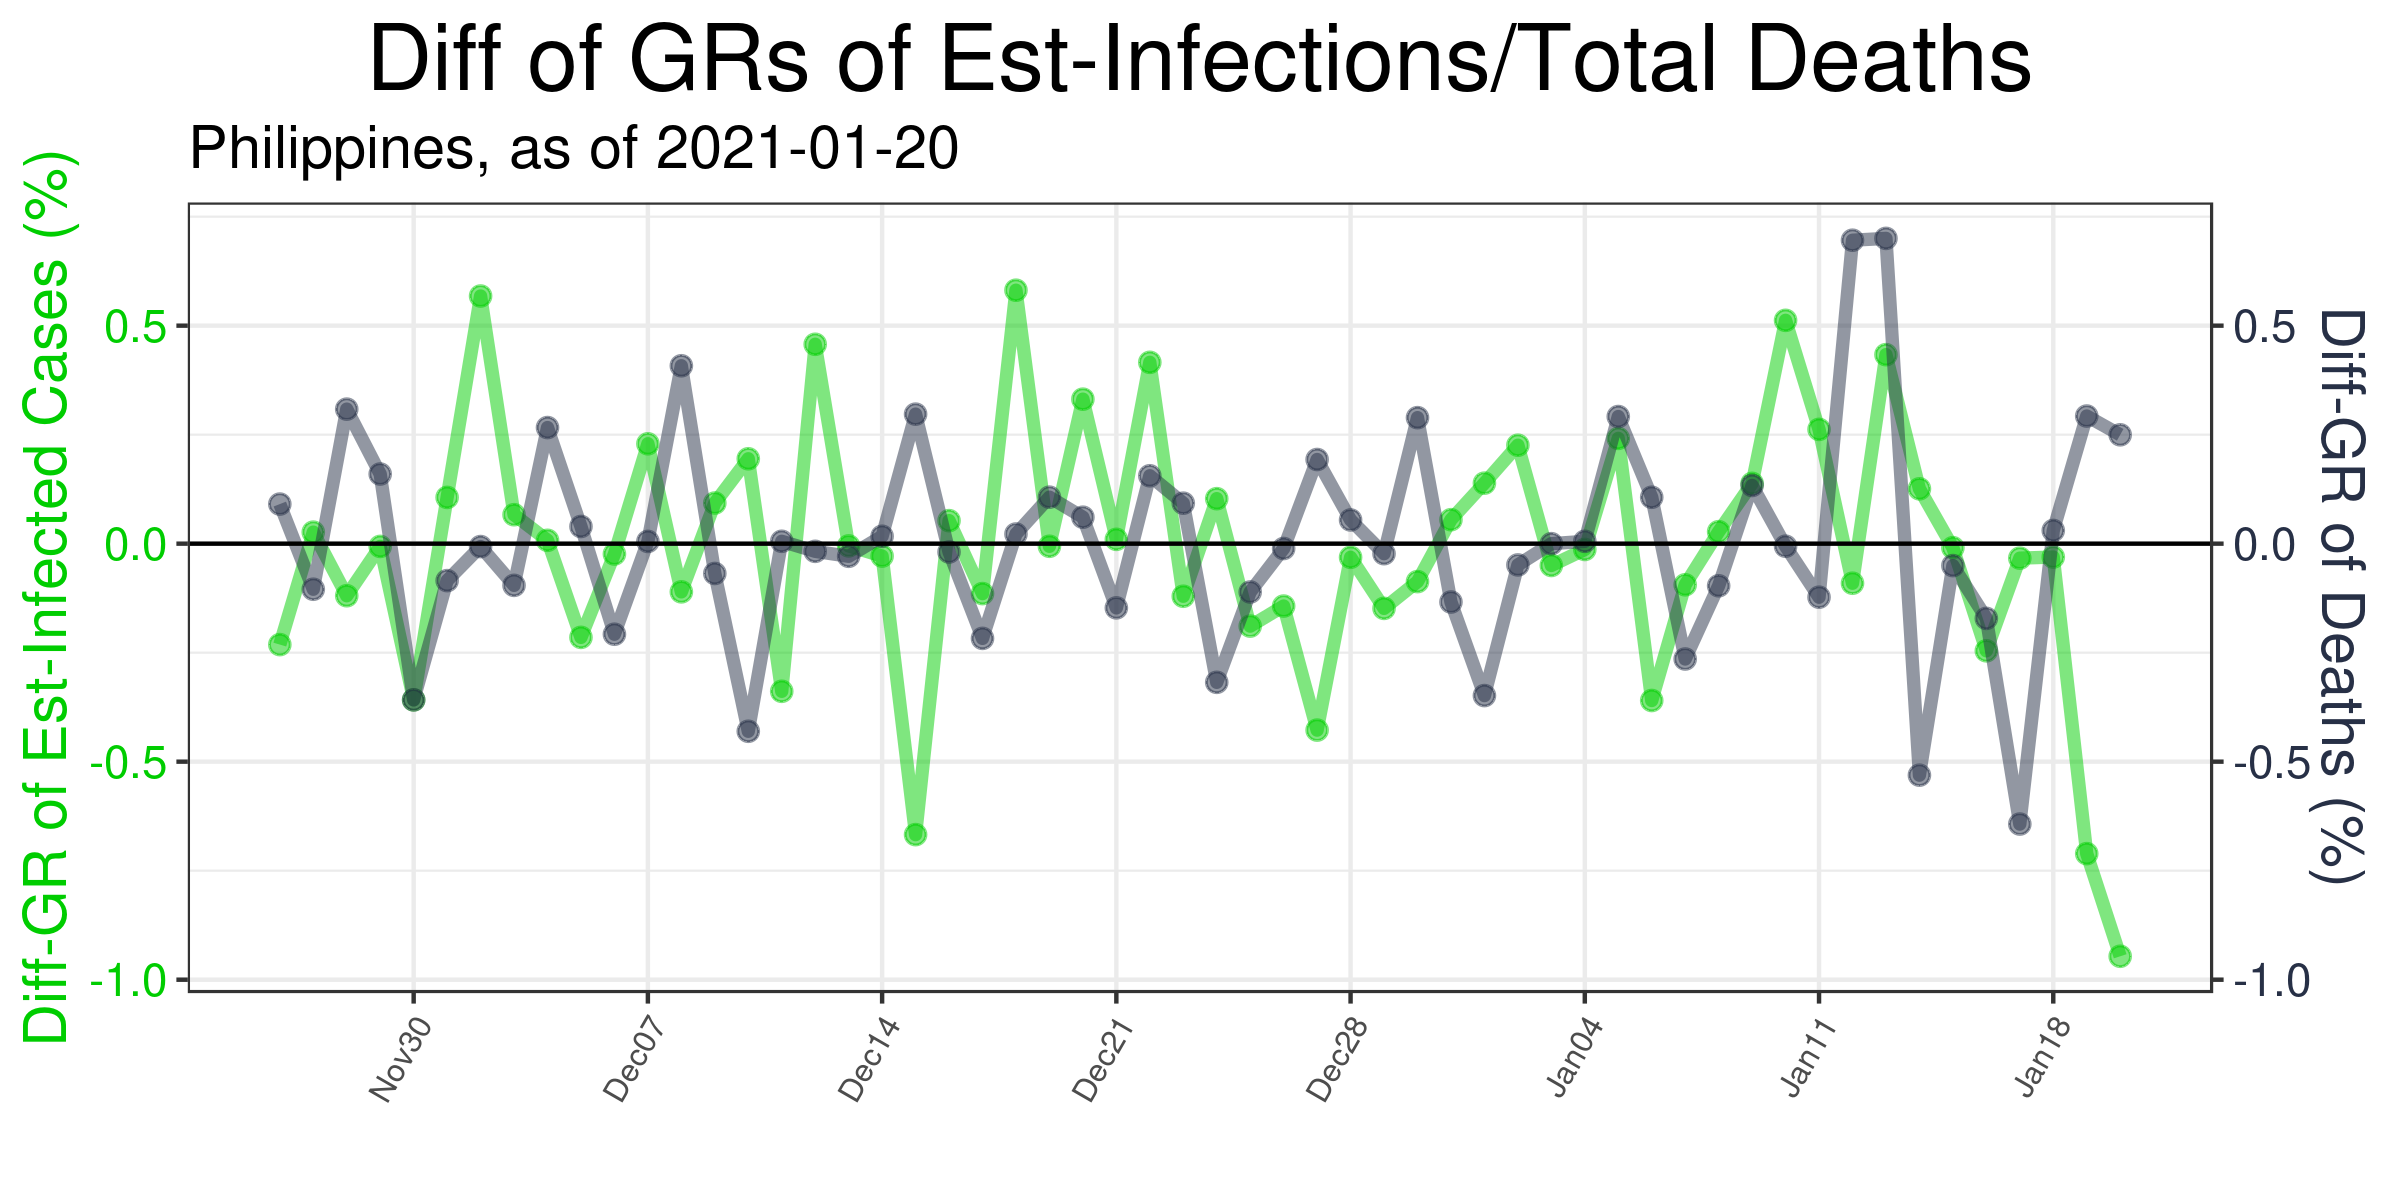 Diff of GRs of Est-Infections/Total Deaths
Philippines, as of 2021-01-20
Diff-GR of Est-Infected Cases (%)
0.5
0.0
-0.5
-1.0
0.5
0.0
-0.5
-1.0
Diff-GR of Deaths (%)
Nov30
Dec07
Dec14
Dec21
Dec28
Jan04
Jan11
Jan18